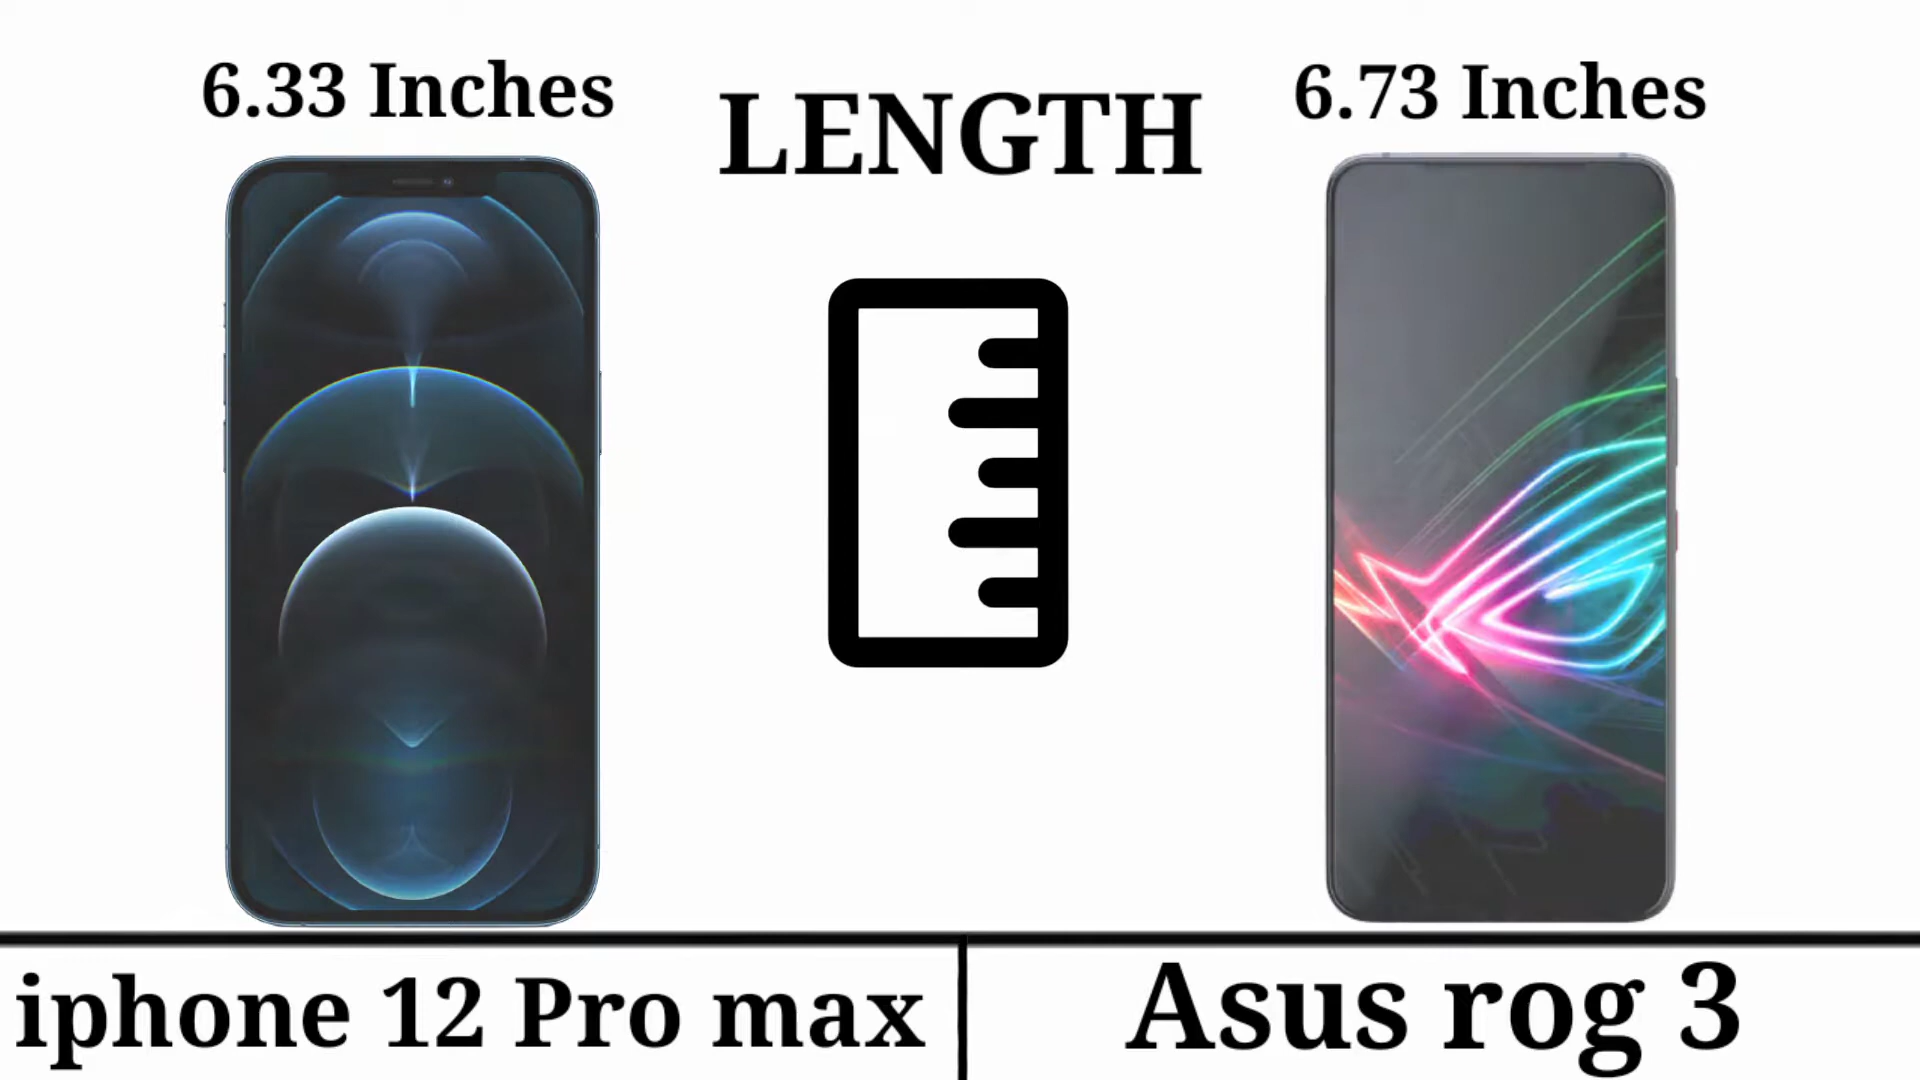 6.33 Inches
LENGTH
6.73 Inches
iphone 12 Pro max
Asus rog 3